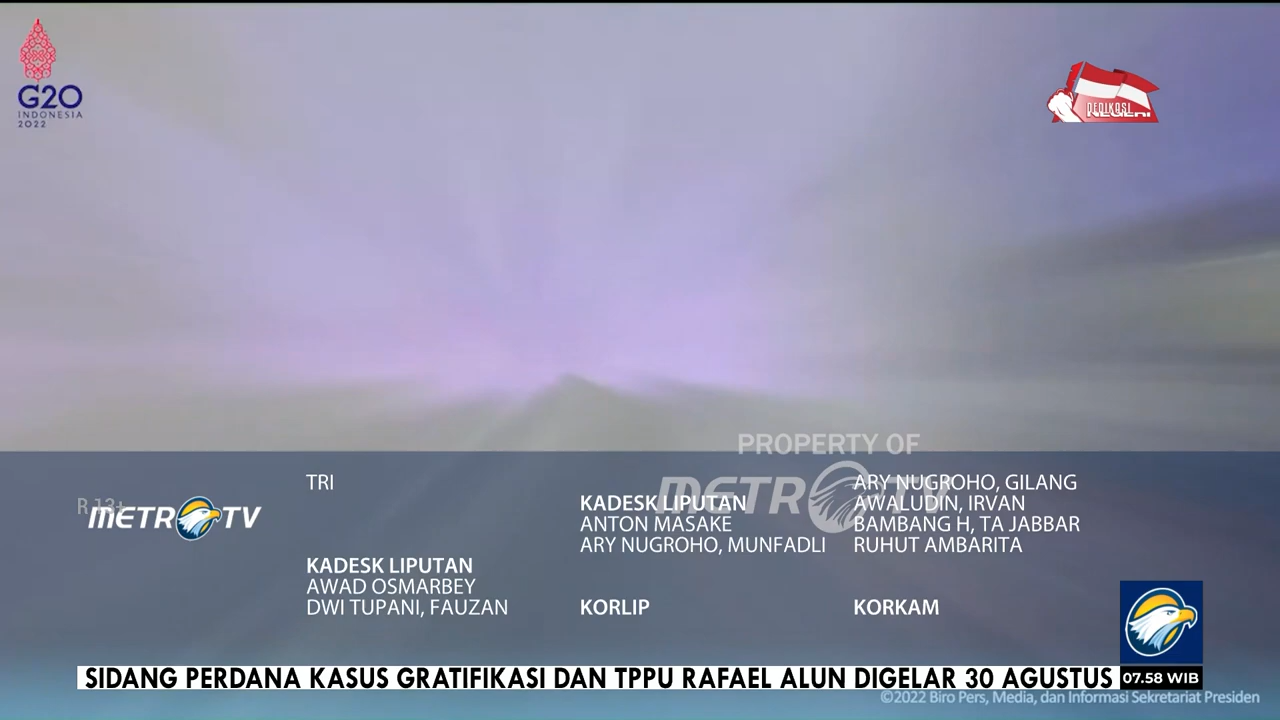 G20
INDONESIA
2022
DEDIKASI
NEGERI
PROPERTY OF
METRO TV
R 13+
METRO TV
TRI
KADESK LIPUTAN
AWAD OSMARBEY
DWI TUPANI, FAUZAN
KADESK LIPUTAN
ANTON MASAKE
ARY NUGROHO, MUNFADLI
KORLIP
ARY NUGROHO, GILANG
AWALUDIN, IRVAN
BAMBANG H, TA JABBAR
RUHUT AMBARITA
KORKAM
SIDANG PERDANA KASUS GRATIFIKASI DAN TPPU RAFAEL ALUN DIGELAR 30 AGUSTUS
07.58 WIB
©2022 Biro Pers, Media, dan Informasi Sekretariat Presiden